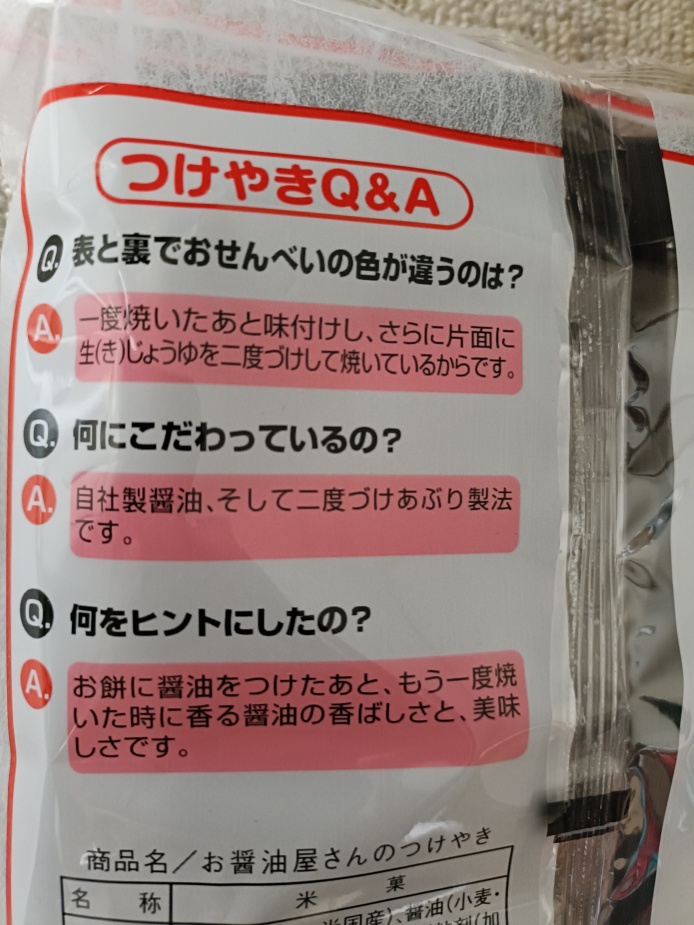 つけやきQ&A
Q. 表と裏でおせんべいの色が違うのは?
A. 一度焼いたあと味付けし、さらに片面に
生(き)じょうゆを二度づけして焼いているからです。
Q. 何にこだわっているの?
A. 自社製醤油、そして二度づけあぶり製法
です。
Q. 何をヒントにしたの?
A. お餅に醤油をつけたあと、もう一度焼
いた時に香る醤油の香ばしさと、美味
しさです。
商品名/お醤油屋さんのつけやき
名 称 米 菓
米国産)、醤油(小麦・